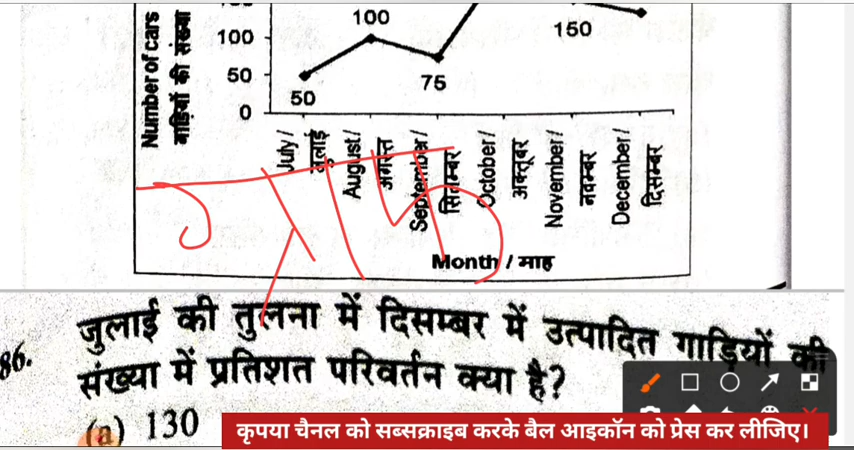 Number of cars
गाड़ियों की संख्या
100
50
0
50
100
75
150
July / जुलाई
August / अगस्त
September / सितम्बर
October / अक्तूबर
November / नवम्बर
December / दिसम्बर
Month / माह
86. जुलाई की तुलना में दिसम्बर में उत्पादित गाड़ियों की
संख्या में प्रतिशत परिवर्तन क्या है?
(a) 130
कृपया चैनल को सब्सक्राइब करके बैल आइकॉन को प्रेस कर लीजिए।